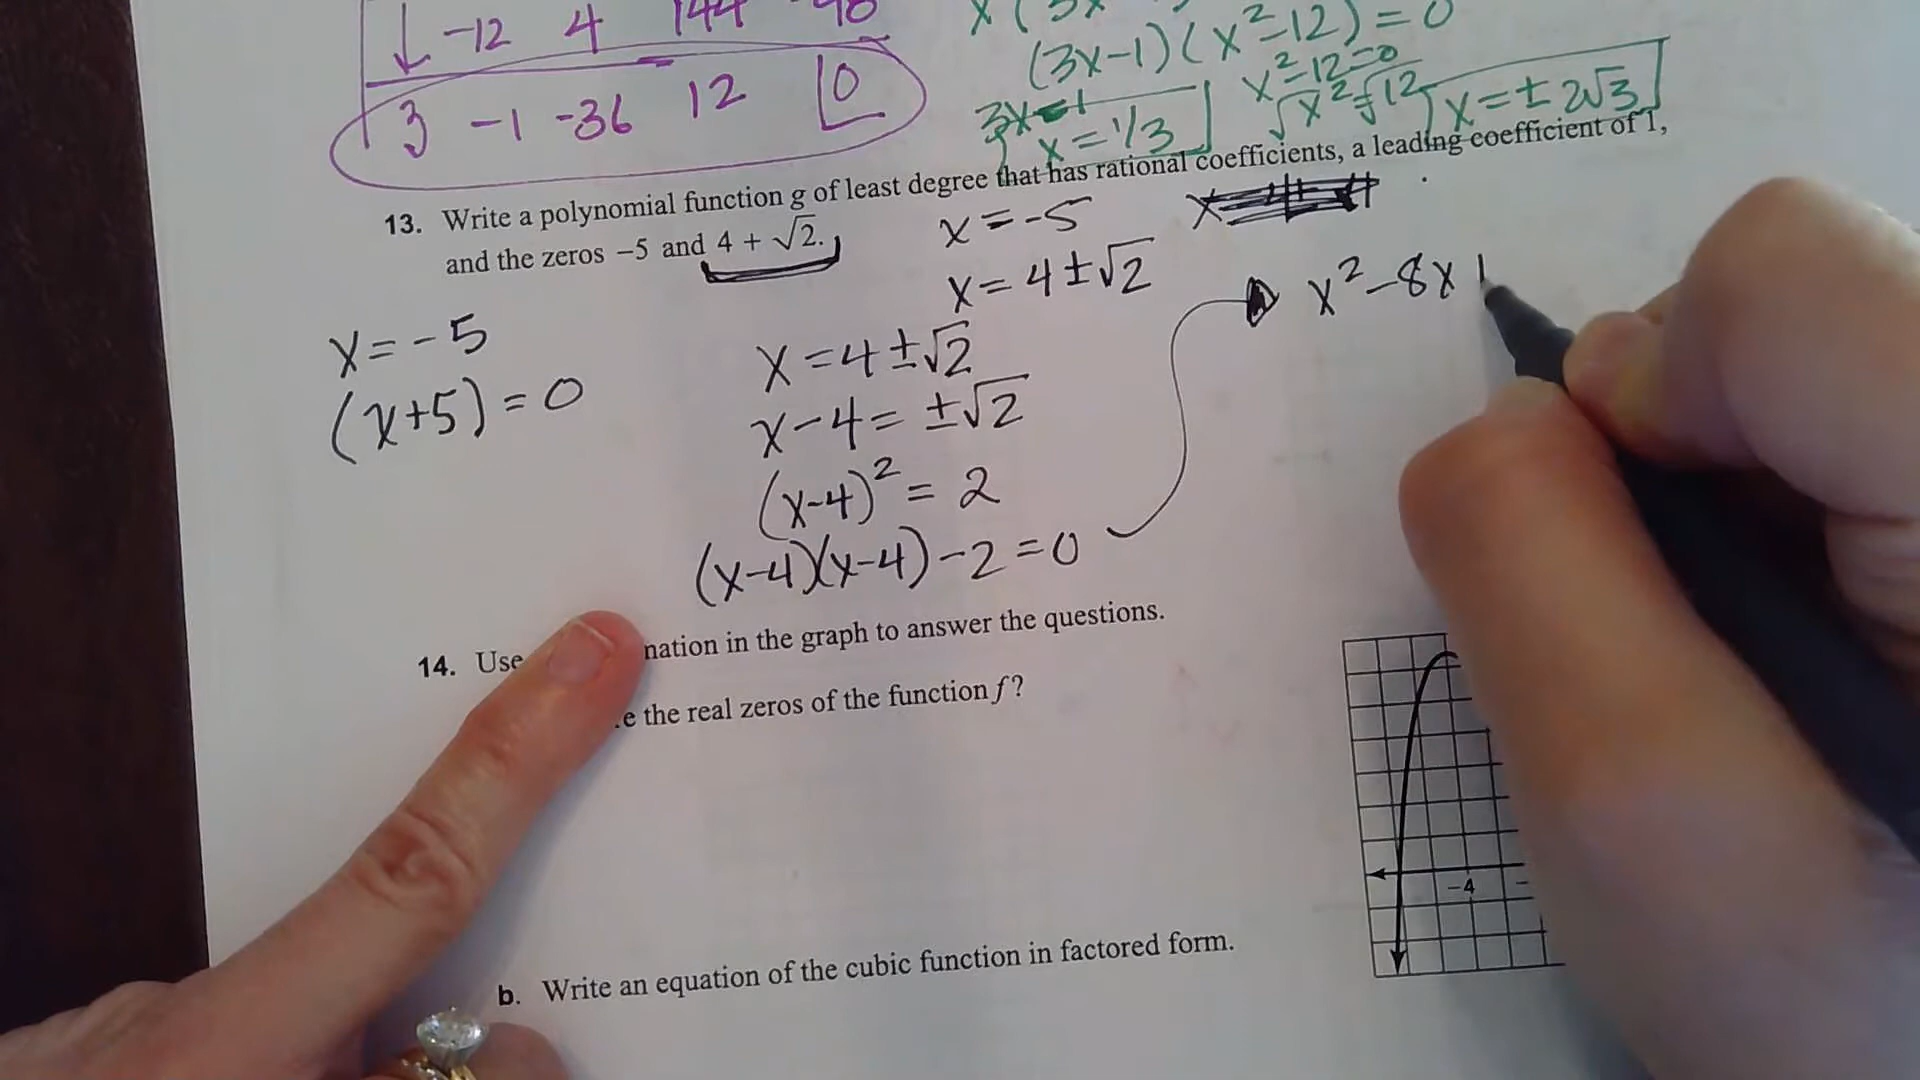 -12 4 144 -48
3 -1 -36 12 0
(3x-1)(x²-12) = 0
x²-12=0
3x=1
√x²=√12
x = 1/3
x = ± 2√3
13. Write a polynomial function g of least degree that has rational coefficients, a leading coefficient of 1,
and the zeros −5 and 4 + √2.
x = -5
x = 4±√2
x = -5
(x+5) = 0
x = 4±√2
x-4 = ±√2
(x-4)² = 2
(x-4)(x-4) - 2 = 0
x² - 8x
14. Use nation in the graph to answer the questions.
e the real zeros of the function f?
-4
b. Write an equation of the cubic function in factored form.